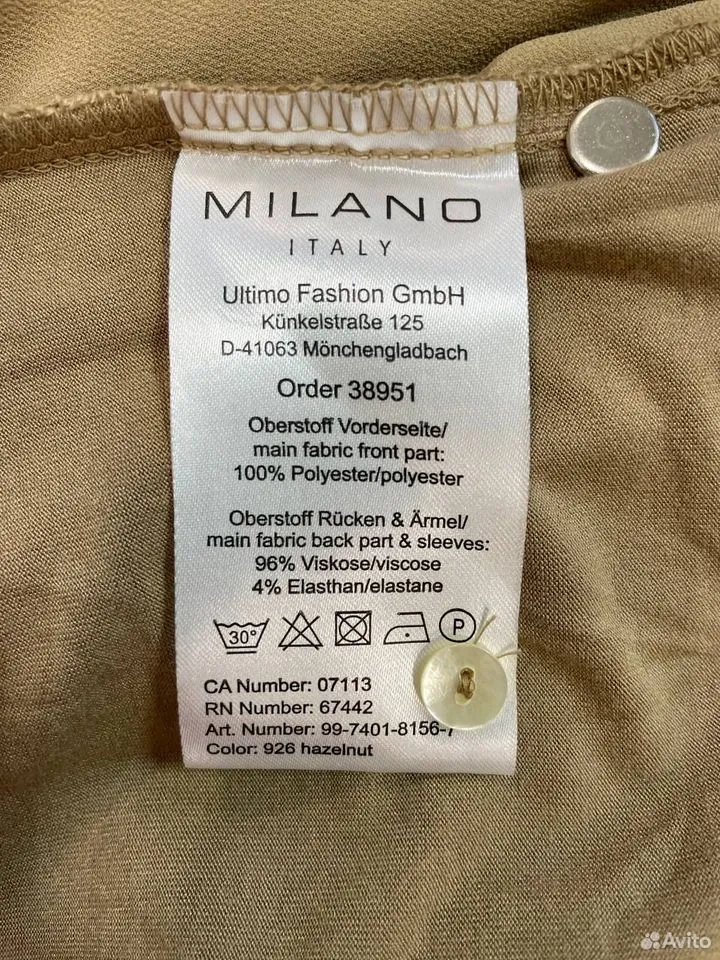 MILANO
ITALY
Ultimo Fashion GmbH
Künkelstraße 125
D-41063 Mönchengladbach
Order 38951
Oberstoff Vorderseite/
main fabric front part:
100% Polyester/polyester
Oberstoff Rücken & Ärmel/
main fabric back part & sleeves:
96% Viskose/viscose
4% Elasthan/elastane
30°
P
CA Number: 07113
RN Number: 67442
Art. Number: 99-7401-8156-7
Color: 926 hazelnut
Avito